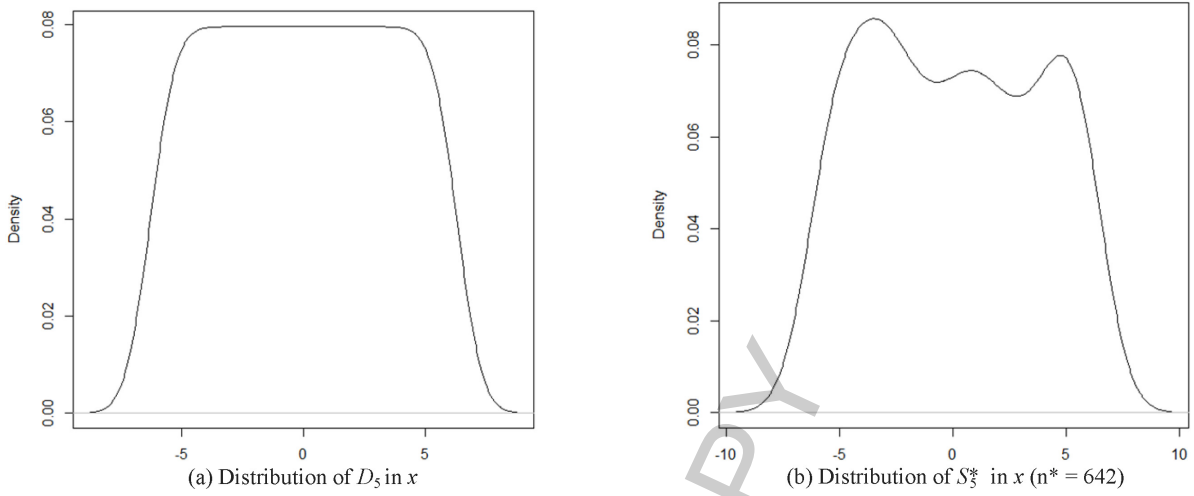 0.08
0.06
0.04
0.02
0.00
Density
-5 0 5
(a) Distribution of D₅ in x
0.08
0.06
0.04
0.02
0.00
Density
-10 -5 0 5 10
(b) Distribution of S₅* in x (n* = 642)
PY